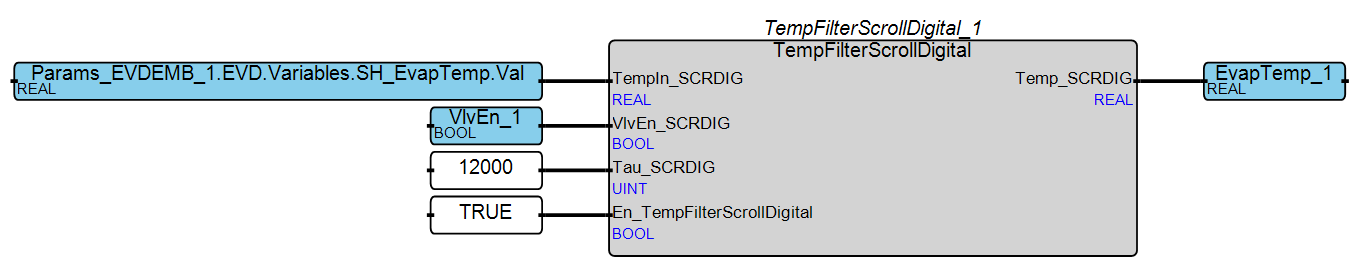 TempFilterScrollDigital_1
TempFilterScrollDigital
Params_EVDEMB_1.EVD.Variables.SH_EvapTemp.Val
REAL
TempIn_SCRDIG
REAL
Temp_SCRDIG
REAL
EvapTemp_1
REAL
VlvEn_1
BOOL
VlvEn_SCRDIG
BOOL
12000
Tau_SCRDIG
UINT
TRUE
En_TempFilterScrollDigital
BOOL